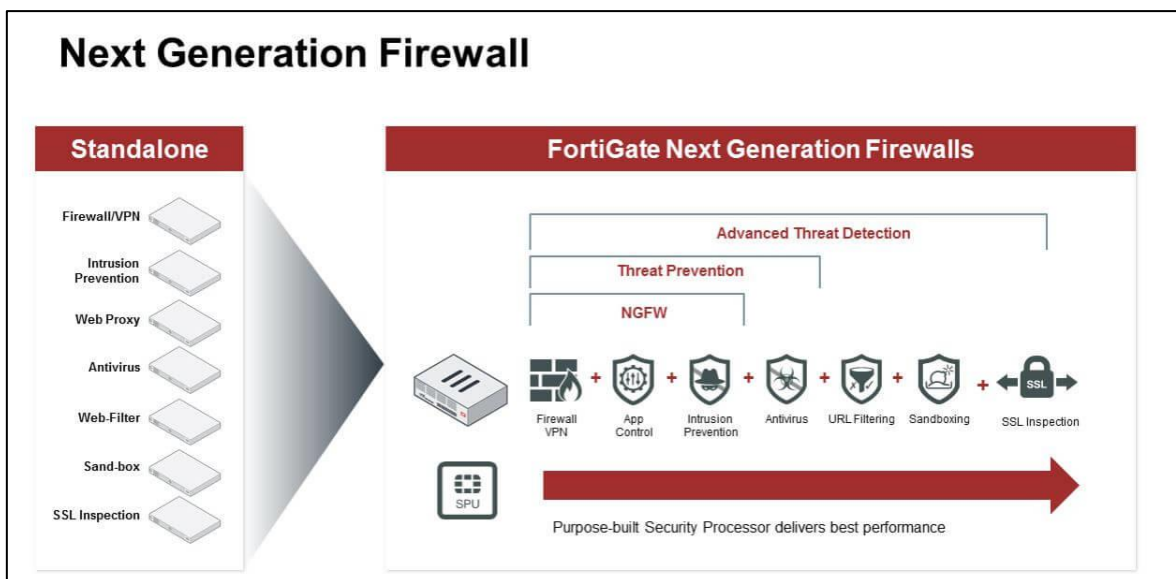 Next Generation Firewall
Standalone
Firewall/VPN
Intrusion
Prevention
Web Proxy
Antivirus
Web-Filter
Sand-box
SSL Inspection
FortiGate Next Generation Firewalls
Advanced Threat Detection
Threat Prevention
NGFW
SSL
Firewall
VPN
App
Control
Intrusion
Prevention
Antivirus
URL Filtering
Sandboxing
SSL Inspection
SPU
Purpose-built Security Processor delivers best performance